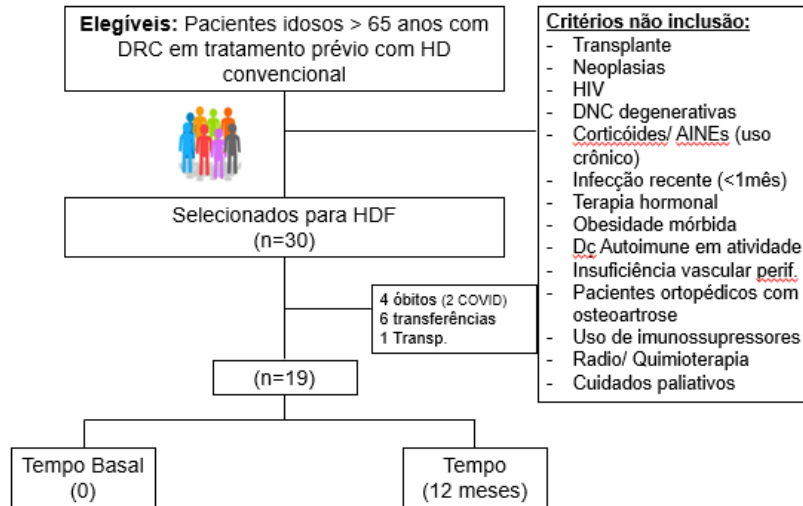 Elegíveis: Pacientes idosos > 65 anos com
DRC em tratamento prévio com HD
convencional
Critérios não inclusão:
- Transplante
- Neoplasias
- HIV
- DNC degenerativas
- Corticóides/ AINEs (uso
crônico)
- Infecção recente (<1mês)
- Terapia hormonal
- Obesidade mórbida
- Dç Autoimune em atividade
- Insuficiência vascular perif.
- Pacientes ortopédicos com
osteoartrose
- Uso de imunossupressores
- Radio/ Quimioterapia
- Cuidados paliativos
Selecionados para HDF
(n=30)
4 óbitos (2 COVID)
6 transferências
1 Transp.
(n=19)
Tempo Basal
(0)
Tempo
(12 meses)